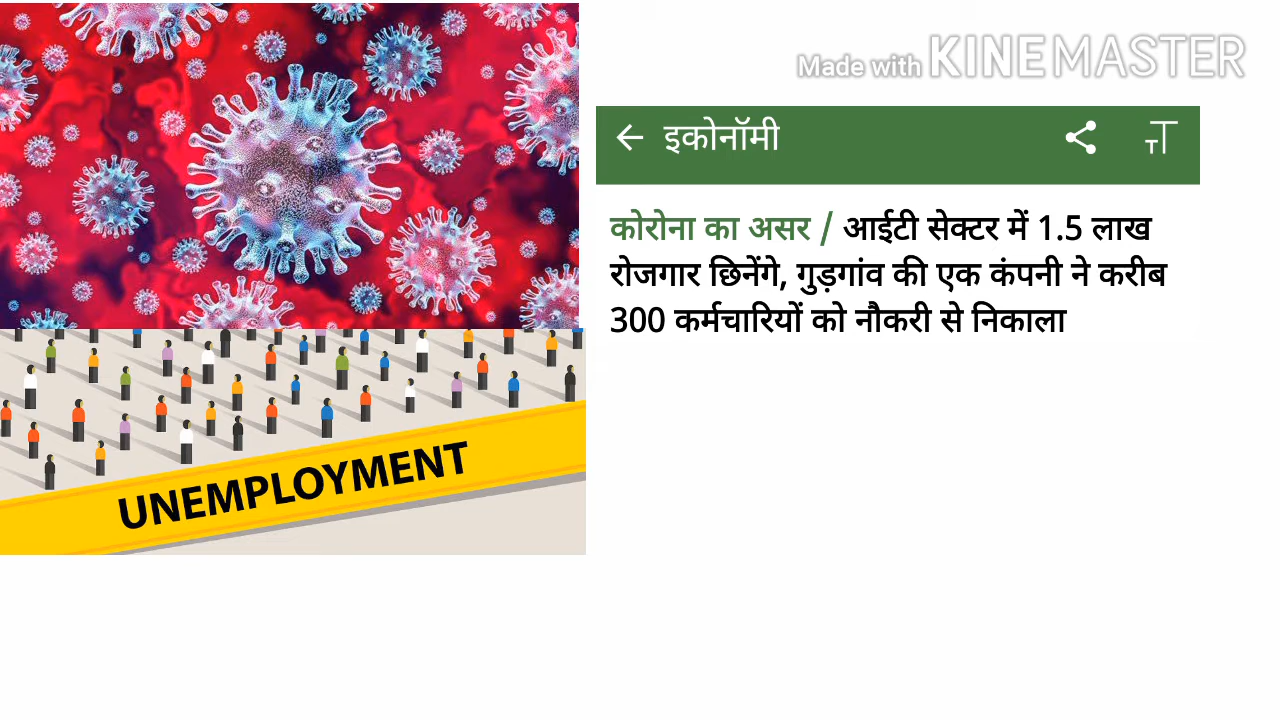 Made with KINEMASTER
इकोनॉमी
कोरोना का असर / आईटी सेक्टर में 1.5 लाख
रोजगार छिनेंगे, गुड़गांव की एक कंपनी ने करीब
300 कर्मचारियों को नौकरी से निकाला
UNEMPLOYMENT